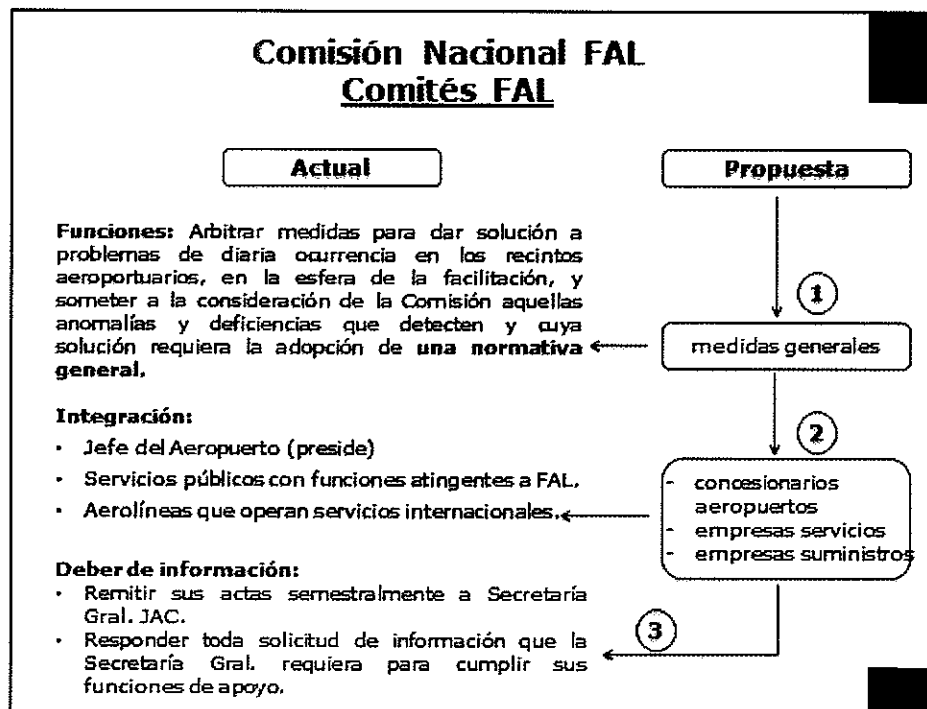 Comisión Nacional FAL
Comités FAL
Actual
Funciones: Arbitrar medidas para dar solución a
problemas de diaria ocurrencia en los recintos
aeroportuarios, en la esfera de la facilitación, y
someter a la consideración de la Comisión aquellas
anomalías y deficiencias que detecten y cuya
solución requiera la adopción de una normativa
general.
Integración:
· Jefe del Aeropuerto (preside)
· Servicios públicos con funciones atingentes a FAL.
· Aerolíneas que operan servicios internacionales.
Deber de información:
· Remitir sus actas semestralmente a Secretaría
Gral. JAC.
· Responder toda solicitud de información que la
Secretaría Gral. requiera para cumplir sus
funciones de apoyo.
Propuesta
1
medidas generales
2
- concesionarios
aeropuertos
- empresas servicios
- empresas suministros
3